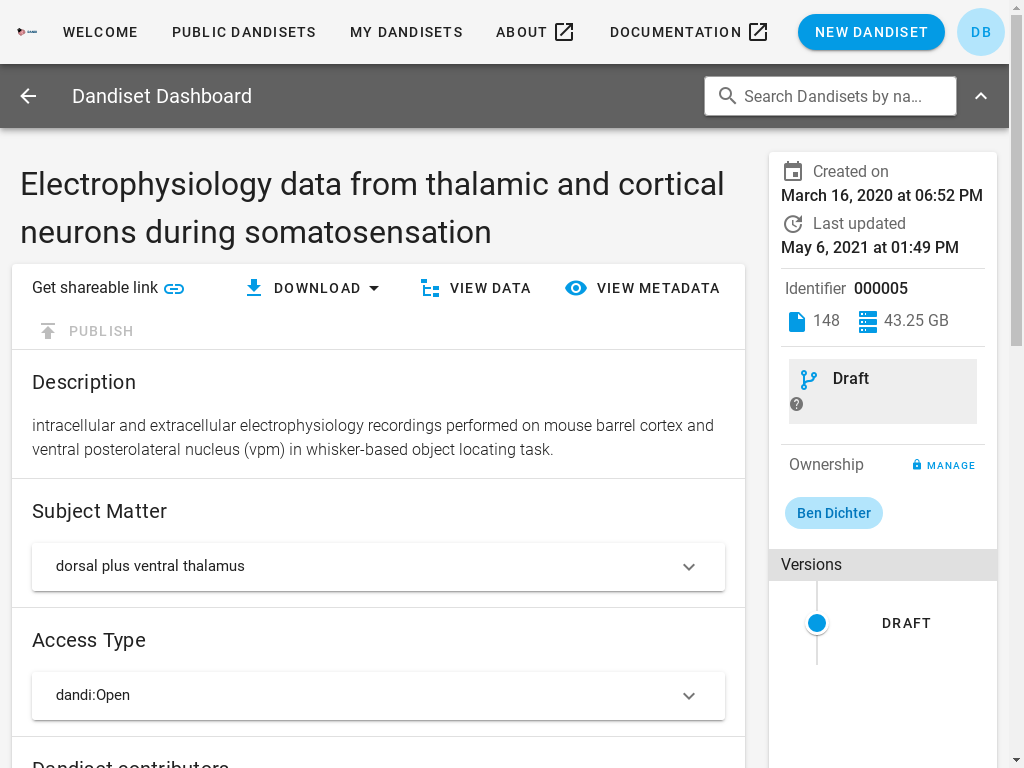 WELCOME PUBLIC DANDISETS MY DANDISETS ABOUT DOCUMENTATION NEW DANDISET DB
Dandiset Dashboard Search Dandisets by na...
Electrophysiology data from thalamic and cortical
neurons during somatosensation
Get shareable link DOWNLOAD VIEW DATA VIEW METADATA
PUBLISH
Description
intracellular and extracellular electrophysiology recordings performed on mouse barrel cortex and
ventral posterolateral nucleus (vpm) in whisker-based object locating task.
Subject Matter
dorsal plus ventral thalamus
Access Type
dandi:Open
Dandiset contributors
Created on
March 16, 2020 at 06:52 PM
Last updated
May 6, 2021 at 01:49 PM
Identifier 000005
148 43.25 GB
Draft
Ownership MANAGE
Ben Dichter
Versions
DRAFT